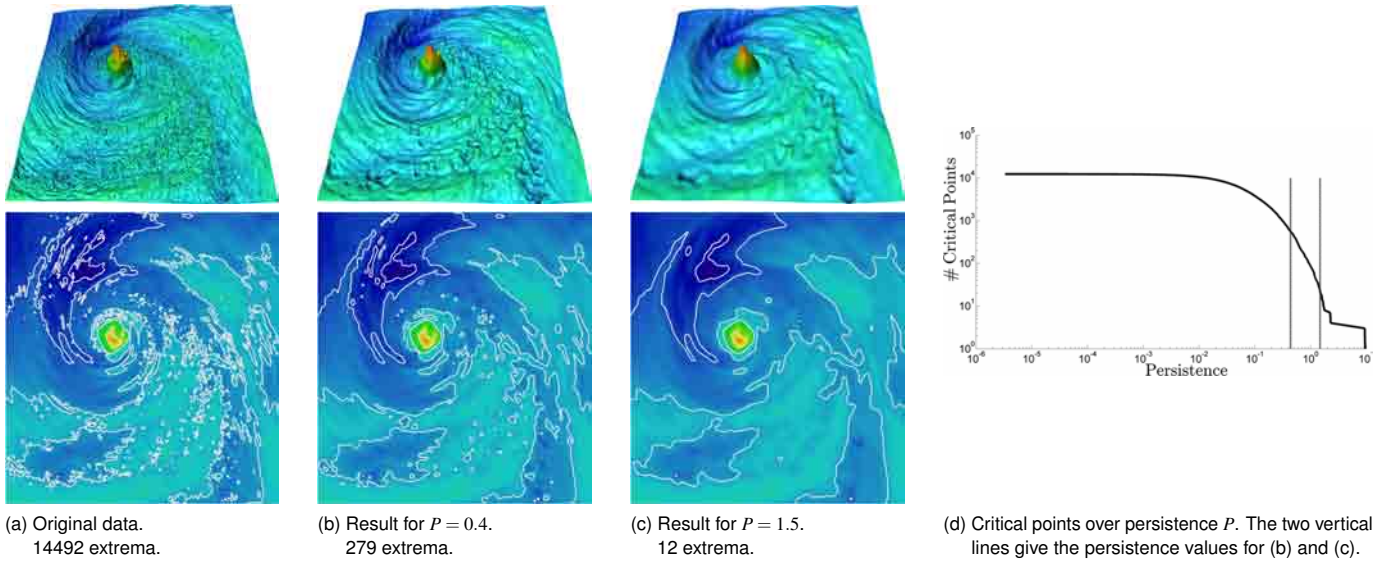 10^5
10^4
10^3
10^2
10^1
10^0
# Critical Points
10^-6
10^-5
10^-4
10^-3
10^-2
10^-1
10^0
10
Persistence
(a) Original data.
14492 extrema.
(b) Result for P = 0.4.
279 extrema.
(c) Result for P = 1.5.
12 extrema.
(d) Critical points over persistence P. The two vertical
lines give the persistence values for (b) and (c).